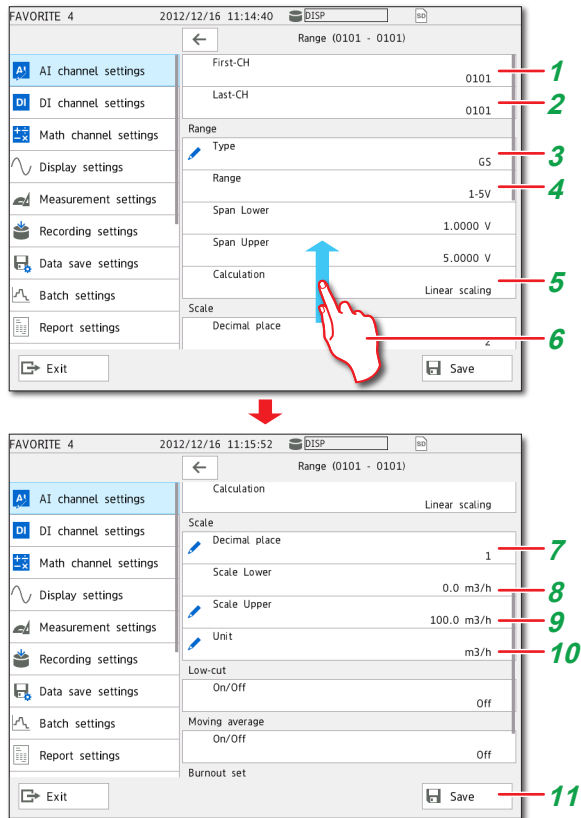 FAVORITE 4 2012/12/16 11:14:40 DISP SD
Range (0101 - 0101)
AI channel settings
DI channel settings
Math channel settings
Display settings
Measurement settings
Recording settings
Data save settings
Batch settings
Report settings
First-CH
0101
1
Last-CH
0101
2
Range
Type
GS
3
Range
1-5V
4
Span Lower
1.0000 V
Span Upper
5.0000 V
Calculation
Linear scaling
5
Scale
Decimal place
6
Exit
Save
FAVORITE 4 2012/12/16 11:15:52 DISP SD
Range (0101 - 0101)
AI channel settings
DI channel settings
Math channel settings
Display settings
Measurement settings
Recording settings
Data save settings
Batch settings
Report settings
Calculation
Linear scaling
Scale
Decimal place
1
7
Scale Lower
0.0 m3/h
8
Scale Upper
100.0 m3/h
9
Unit
m3/h
10
Low-cut
On/Off
Off
Moving average
On/Off
Off
Burnout set
Exit
Save
11